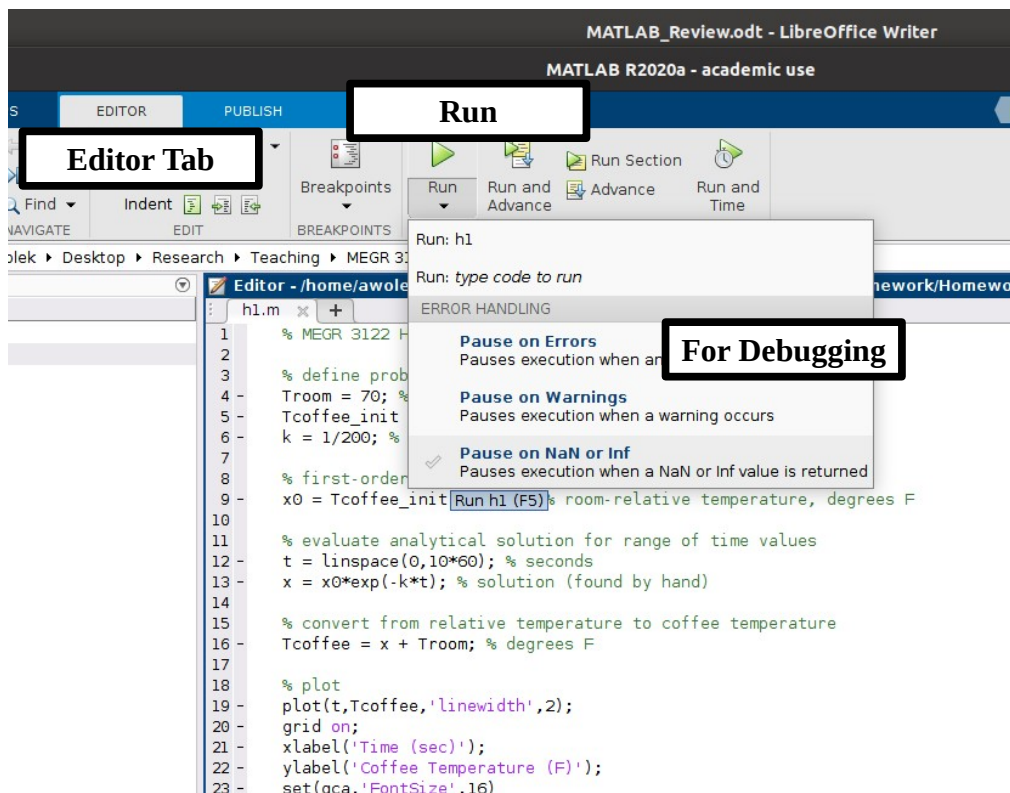 MATLAB_Review.odt - LibreOffice Writer
MATLAB R2020a - academic use
S EDITOR PUBLISH
Run
Editor Tab
Find
Indent
Breakpoints
Run
Run and Advance
Run Section
Advance
Run and Time
NAVIGATE EDIT BREAKPOINTS
Run: h1
Run: type code to run
ERROR HANDLING
Pause on Errors
Pauses execution when an
For Debugging
Pause on Warnings
Pauses execution when a warning occurs
Pause on NaN or Inf
Pauses execution when a NaN or Inf value is returned
Desktop Research Teaching MEGR
Editor - /home/awole
h1.m +
1 % MEGR 3122 H
2
3 % define prob
4 - Troom = 70; %
5 - Tcoffee_init
6 - k = 1/200; %
7
8 % first-order
9 - x0 = Tcoffee_init Run h1 (F5) % room-relative temperature, degrees F
10
11 % evaluate analytical solution for range of time values
12 - t = linspace(0,10*60); % seconds
13 - x = x0*exp(-k*t); % solution (found by hand)
14
15 % convert from relative temperature to coffee temperature
16 - Tcoffee = x + Troom; % degrees F
17
18 % plot
19 - plot(t,Tcoffee,'linewidth',2);
20 - grid on;
21 - xlabel('Time (sec)');
22 - ylabel('Coffee Temperature (F)');
23 - set(gca,'FontSize',16)